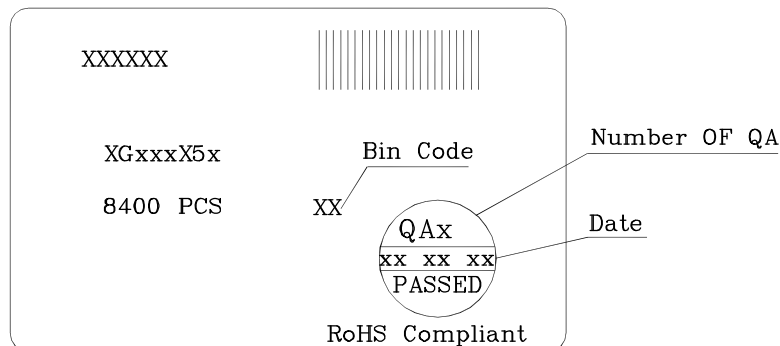 XXXXXX
XGxxxX5x
Bin Code
Number OF QA
8400 PCS
XX
QAx
Date
xx xx xx
PASSED
RoHS Compliant